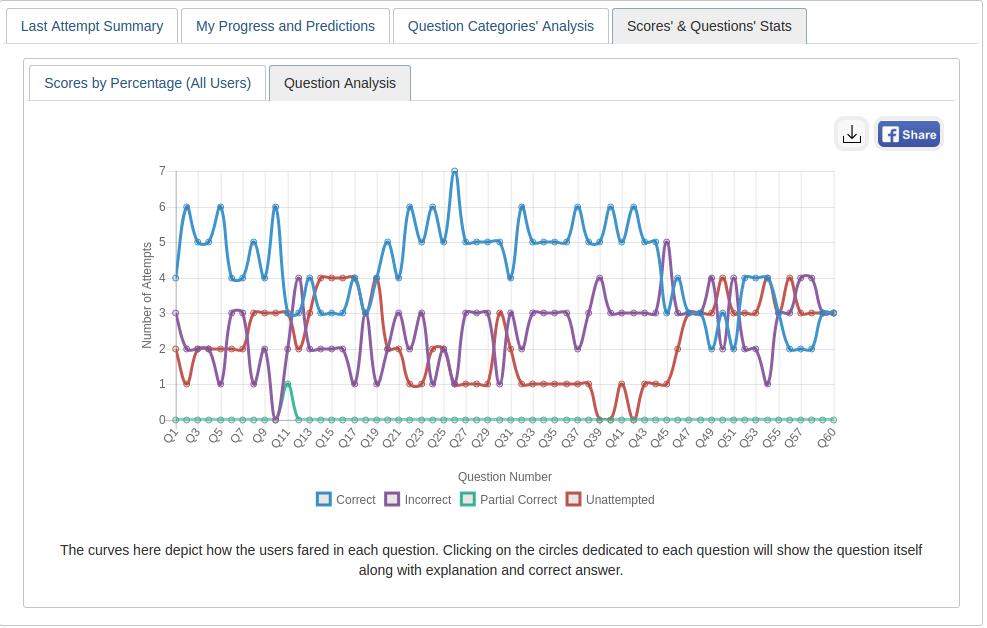 Last Attempt Summary
My Progress and Predictions
Question Categories' Analysis
Scores' & Questions' Stats
Scores by Percentage (All Users)
Question Analysis
Share
7
6
5
4
3
2
1
0
Number of Attempts
Q1
Q3
Q5
Q7
Q9
Q11
Q13
Q15
Q17
Q19
Q21
Q23
Q25
Q27
Q29
Q31
Q33
Q35
Q37
Q39
Q41
Q43
Q45
Q47
Q49
Q51
Q53
Q55
Q57
Q60
Question Number
Correct
Incorrect
Partial Correct
Unattempted
The curves here depict how the users fared in each question. Clicking on the circles dedicated to each question will show the question itself
along with explanation and correct answer.